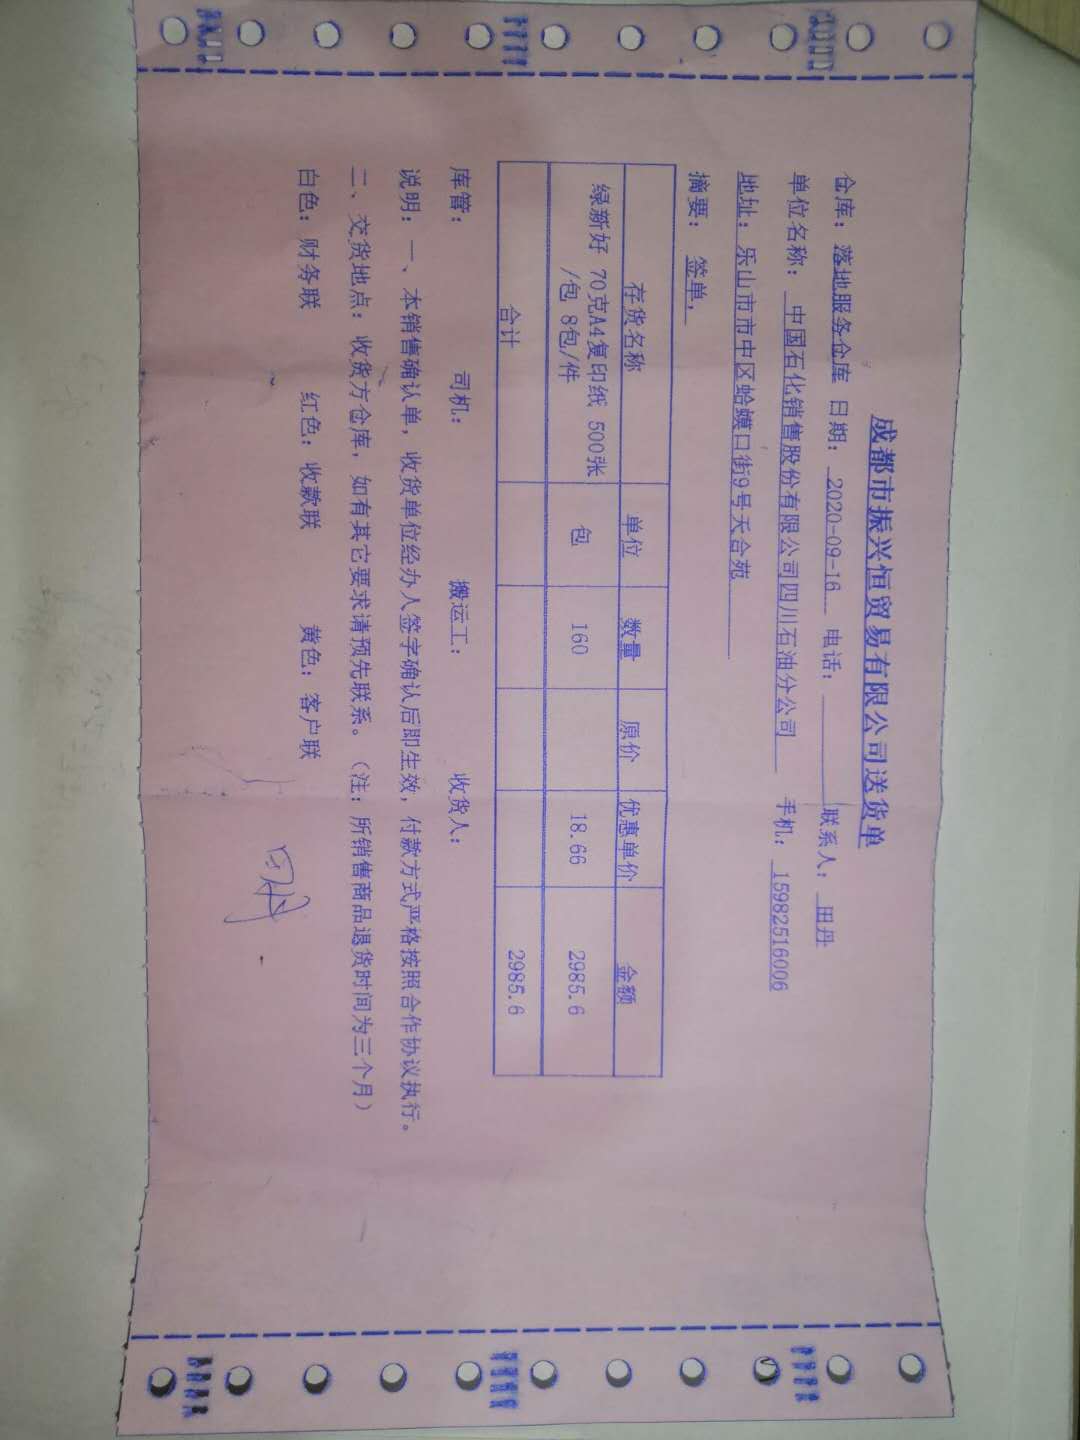 成都市振兴恒贸易有限公司送货单
仓库：落地服务仓库 日期：2020-09-16 电话： 联系人：田丹
单位名称：中国石化销售股份有限公司四川石油分公司 手机：15982516006
地址：乐山市市中区蛤蟆口街9号天合苑
摘要：签单，
存货名称 单位 数量 原价 优惠单价 金额
绿新好 70克A4复印纸 500张
/包 8包/件 包 160 18.66 2985.6
合计 2985.6
库管： 司机： 搬运工： 收货人：
说明：一、本销售确认单，收货单位经办人签字确认后即生效，付款方式严格按照合作协议执行。
二、交货地点：收货方仓库，如有其它要求请预先联系。（注：所销售商品退货时间为三个月）
白色：财务联 红色：收款联 黄色：客户联
田丹